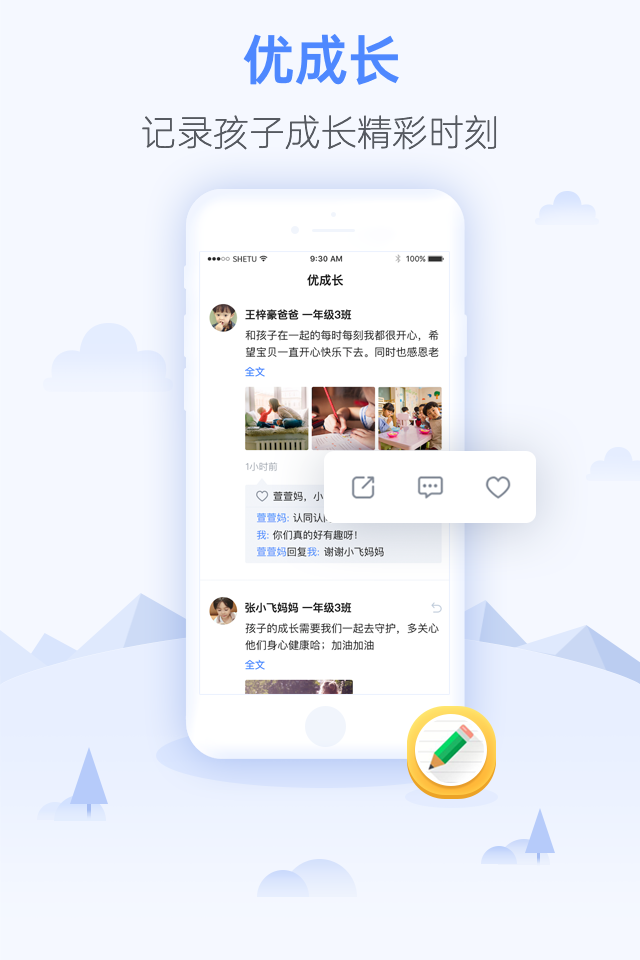 优成长
记录孩子成长精彩时刻
SHETU 9:30 AM 100%
优成长
王梓豪爸爸 一年级3班
和孩子在一起的每时每刻我都很开心，希
望宝贝一直开心快乐下去。同时也感恩老
全文
1小时前
萱萱妈，小
萱萱妈: 认同认
我: 你们真的好有趣呀！
萱萱妈回复我: 谢谢小飞妈妈
张小飞妈妈 一年级3班
孩子的成长需要我们一起去守护，多关心
他们身心健康哈；加油加油
全文